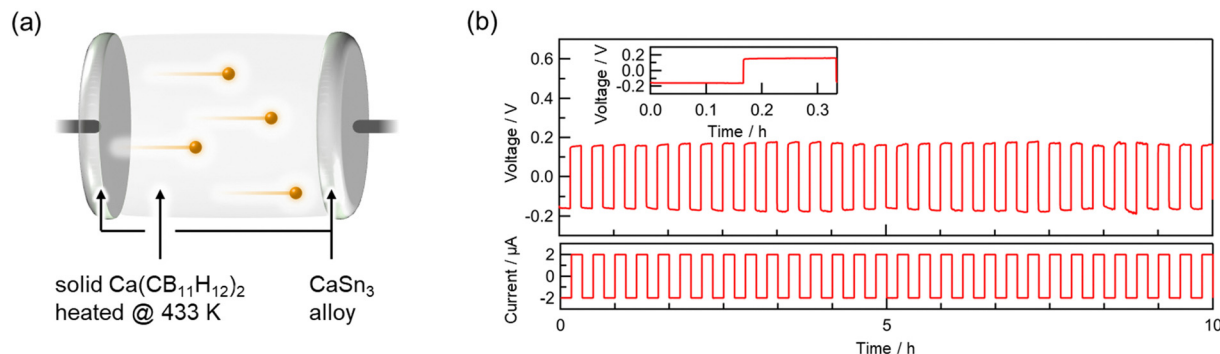 (a)
solid Ca(CB₁₁H₁₂)₂
heated @ 433 K
CaSn₃
alloy
(b)
Voltage / V
0.6
0.4
0.2
0.0
-0.2
Voltage / V
0.2
0.0
-0.2
0.0
0.1
0.2
0.3
Time / h
Current / µA
2
0
-2
0
5
10
Time / h